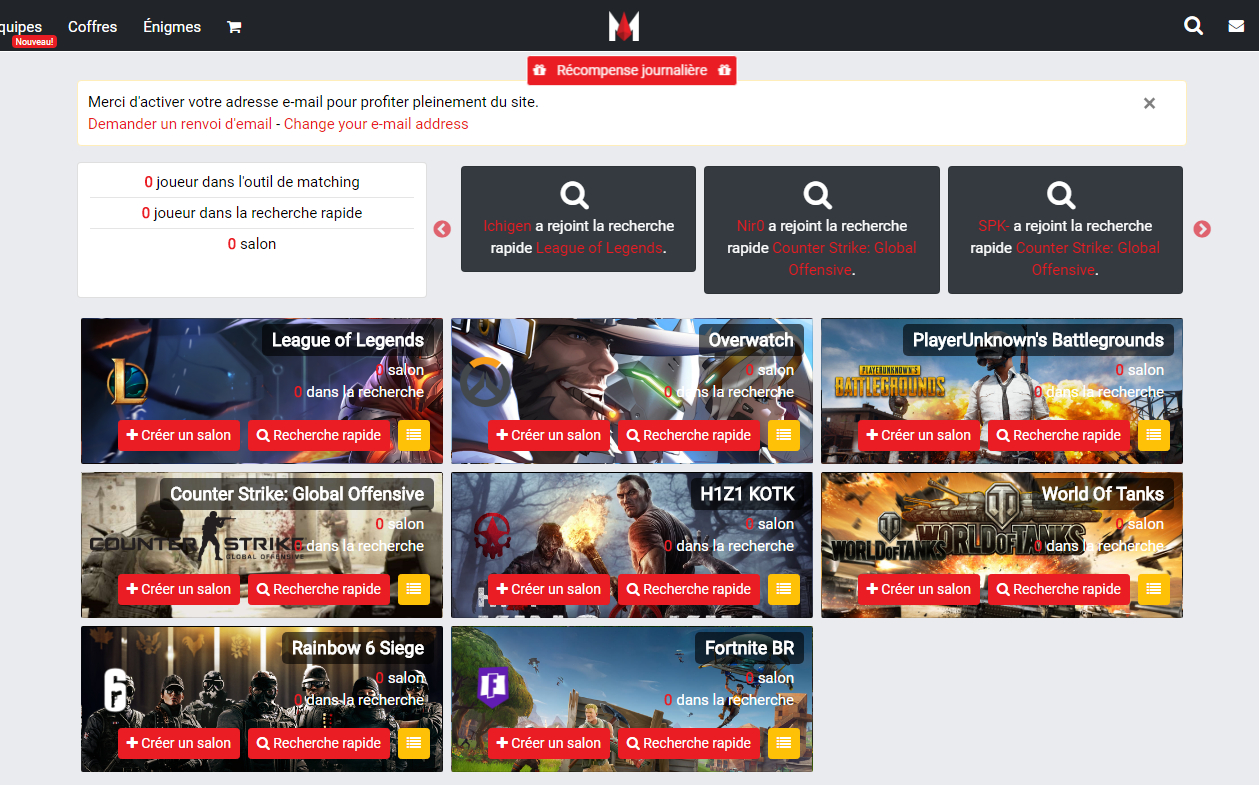 quipes
Nouveau!
Coffres
Énigmes
Récompense journalière
Merci d'activer votre adresse e-mail pour profiter pleinement du site.
Demander un renvoi d'email - Change your e-mail address
0 joueur dans l'outil de matching
0 joueur dans la recherche rapide
0 salon
Ichigen a rejoint la recherche
rapide League of Legends.
Nir0 a rejoint la recherche
rapide Counter Strike: Global
Offensive.
SPK- a rejoint la recherche
rapide Counter Strike: Global
Offensive.
League of Legends
0 salon
0 dans la recherche
Créer un salon
Recherche rapide
Overwatch
0 salon
0 dans la recherche
Créer un salon
Recherche rapide
PlayerUnknown's Battlegrounds
PLAYERUNKNOWN'S
BATTLEGROUNDS
0 salon
0 dans la recherche
Créer un salon
Recherche rapide
Counter Strike: Global Offensive
COUNTER STRIKE
GLOBAL OFFENSIVE
0 salon
0 dans la recherche
Créer un salon
Recherche rapide
H1Z1 KOTK
0 salon
0 dans la recherche
Créer un salon
Recherche rapide
World Of Tanks
WORLD OF TANKS
WORLD OF TANKS
0 salon
0 dans la recherche
Créer un salon
Recherche rapide
Rainbow 6 Siege
6
0 salon
0 dans la recherche
Créer un salon
Recherche rapide
Fortnite BR
F
0 salon
0 dans la recherche
Créer un salon
Recherche rapide